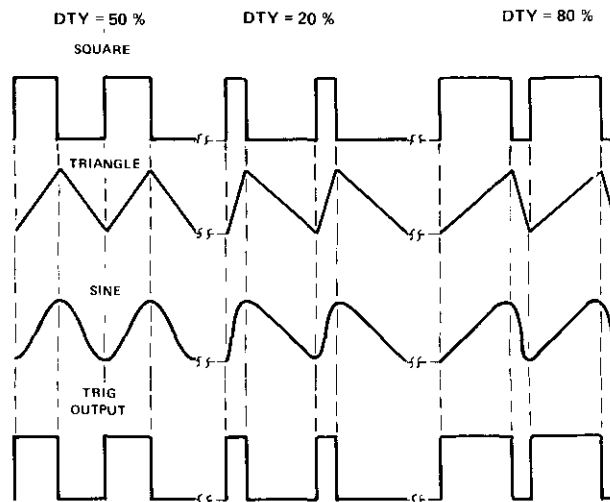 DTY = 50 % DTY = 20 % DTY = 80 %
SQUARE
TRIANGLE
SINE
TRIG
OUTPUT